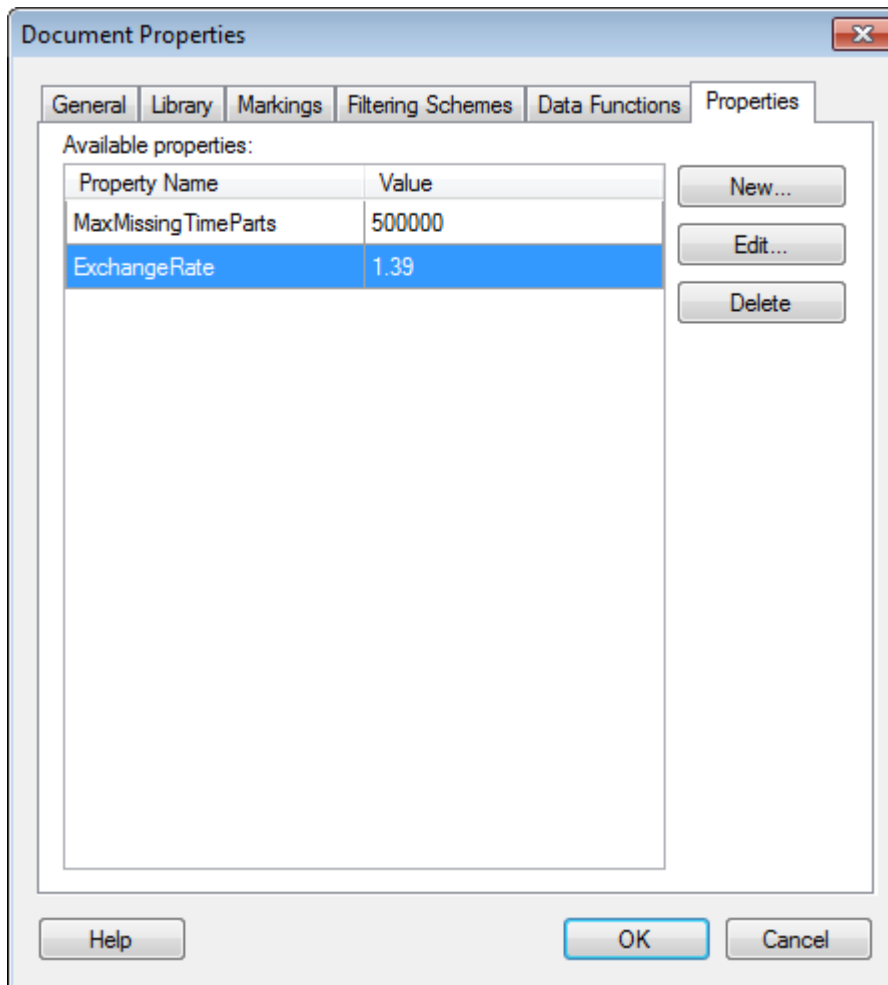 Document Properties
General Library Markings Filtering Schemes Data Functions Properties
Available properties:
Property Name Value
MaxMissingTimeParts 500000
ExchangeRate 1.39
New...
Edit...
Delete
Help OK Cancel